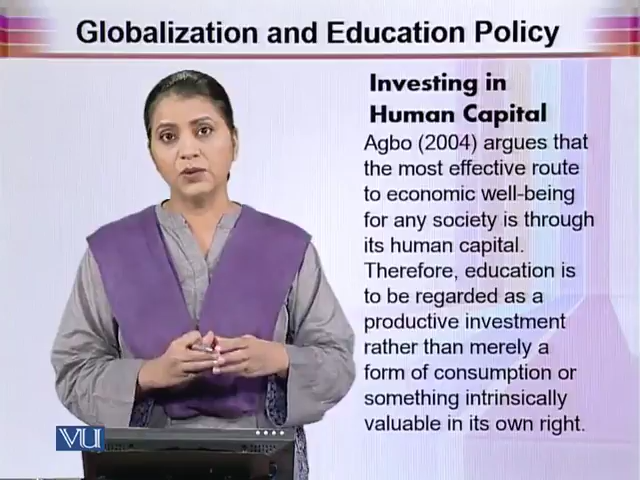 Globalization and Education Policy
Investing in
Human Capital
Agbo (2004) argues that
the most effective route
to economic well-being
for any society is through
its human capital.
Therefore, education is
to be regarded as a
productive investment
rather than merely a
form of consumption or
something intrinsically
valuable in its own right.
VU